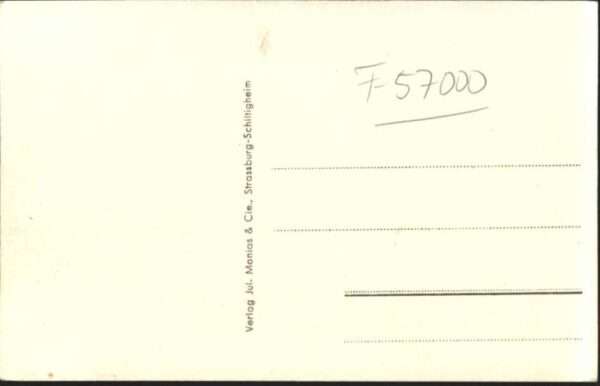 F-57000
Verlag Jul. Manias & Cie., Strassburg-Schiltigheim